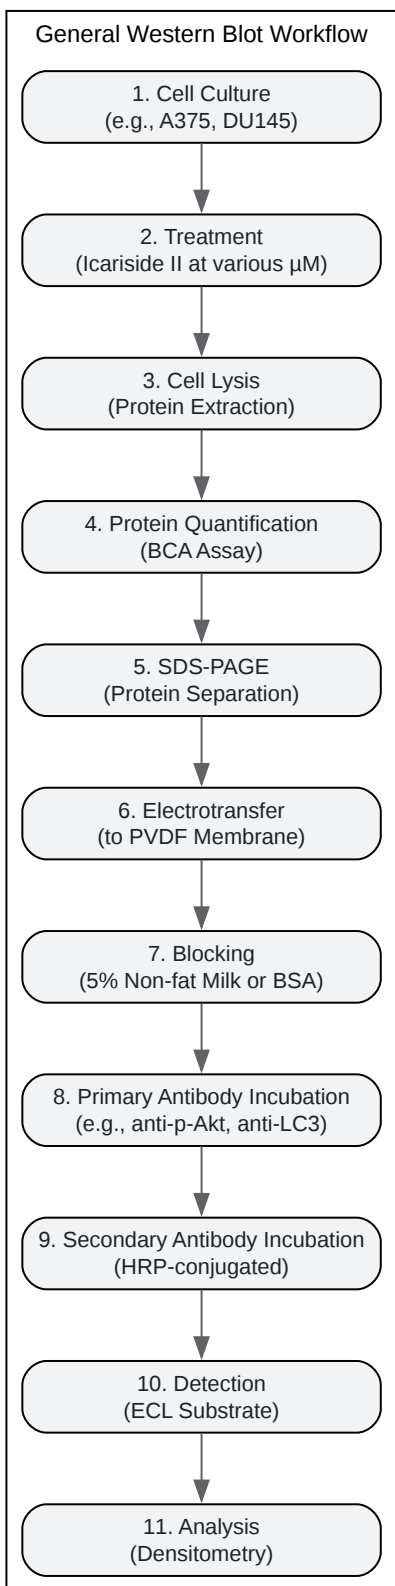 General Western Blot Workflow
1. Cell Culture
(e.g., A375, DU145)
2. Treatment
(Icariside II at various µM)
3. Cell Lysis
(Protein Extraction)
4. Protein Quantification
(BCA Assay)
5. SDS-PAGE
(Protein Separation)
6. Electrotransfer
(to PVDF Membrane)
7. Blocking
(5% Non-fat Milk or BSA)
8. Primary Antibody Incubation
(e.g., anti-p-Akt, anti-LC3)
9. Secondary Antibody Incubation
(HRP-conjugated)
10. Detection
(ECL Substrate)
11. Analysis
(Densitometry)